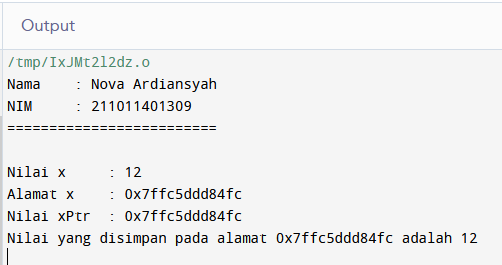 Output
/tmp/IxJMt2l2dz.o
Nama    : Nova Ardiansyah
NIM     : 211011401309
=========================
Nilai x     : 12
Alamat x    : 0x7ffc5ddd84fc
Nilai xPtr  : 0x7ffc5ddd84fc
Nilai yang disimpan pada alamat 0x7ffc5ddd84fc adalah 12